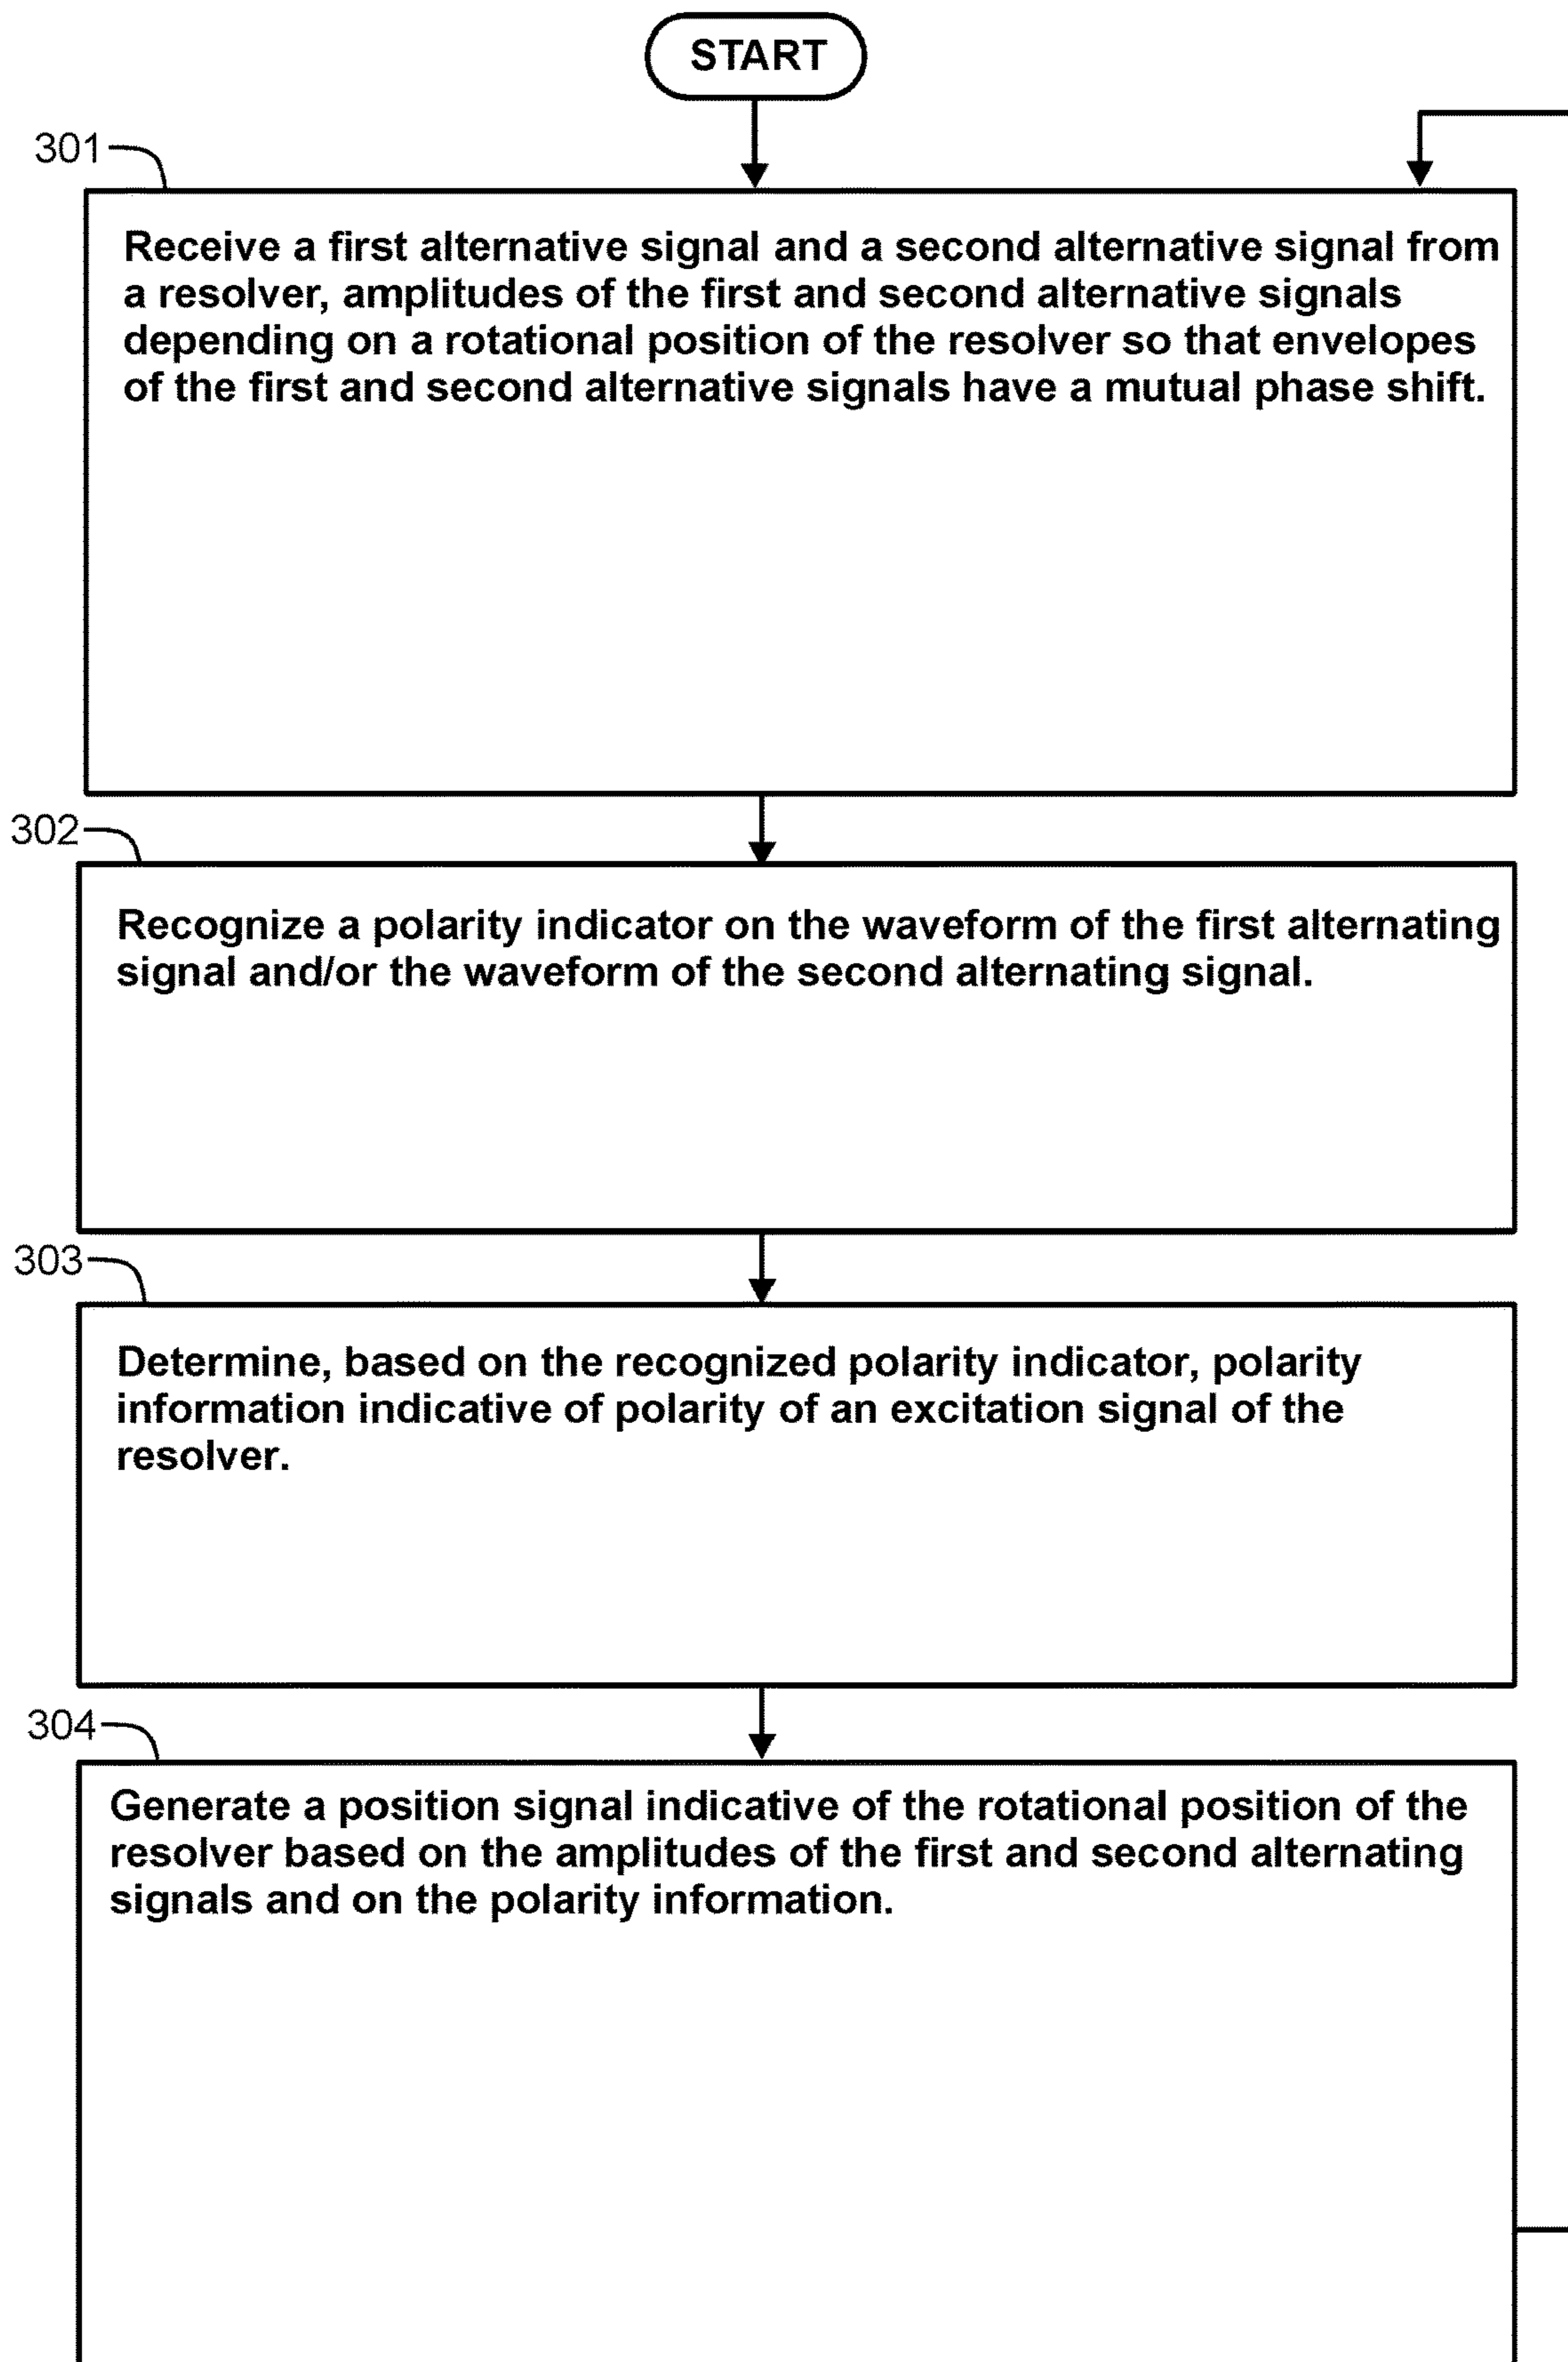 START
301
Receive a first alternative signal and a second alternative signal from
a resolver, amplitudes of the first and second alternative signals
depending on a rotational position of the resolver so that envelopes
of the first and second alternative signals have a mutual phase shift.
302
Recognize a polarity indicator on the waveform of the first alternating
signal and/or the waveform of the second alternating signal.
303
Determine, based on the recognized polarity indicator, polarity
information indicative of polarity of an excitation signal of the
resolver.
304
Generate a position signal indicative of the rotational position of the
resolver based on the amplitudes of the first and second alternating
signals and on the polarity information.